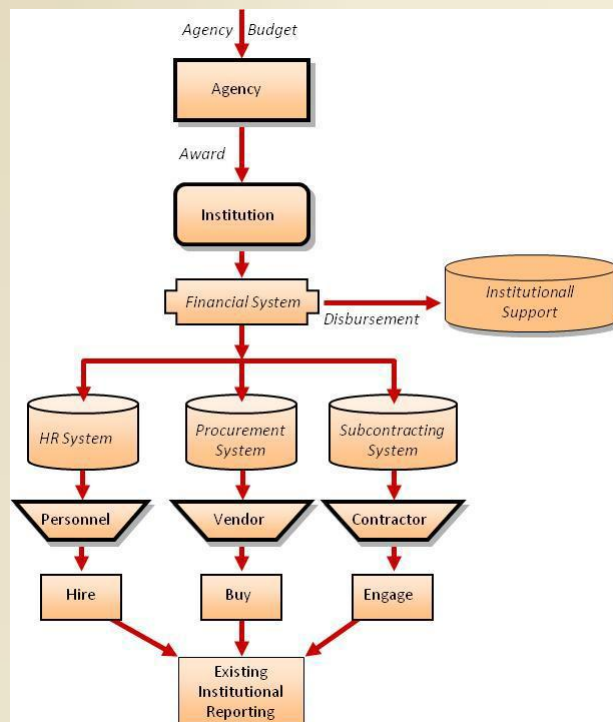 Agency Budget
Agency
Award
Institution
Financial System
Disbursement
Institutionall
Support
HR System
Procurement
System
Subcontracting
System
Personnel
Vendor
Contractor
Hire
Buy
Engage
Existing
Institutional
Reporting